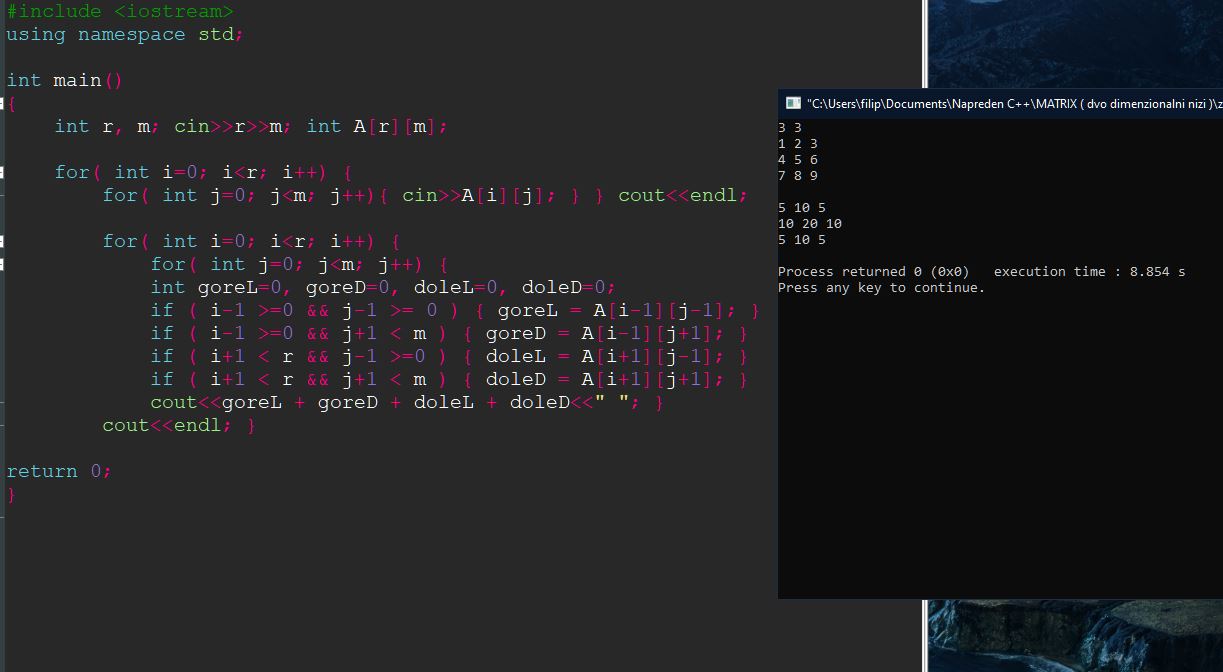 #include <iostream>
using namespace std;
int main()
{
int r, m; cin>>r>>m; int A[r][m];
for( int i=0; i<r; i++) {
for( int j=0; j<m; j++){ cin>>A[i][j]; } } cout<<endl;
for( int i=0; i<r; i++) {
for( int j=0; j<m; j++) {
int goreL=0, goreD=0, doleL=0, doleD=0;
if ( i-1 >=0 && j-1 >= 0 ) { goreL = A[i-1][j-1]; }
if ( i-1 >=0 && j+1 < m ) { goreD = A[i-1][j+1]; }
if ( i+1 < r && j-1 >=0 ) { doleL = A[i+1][j-1]; }
if ( i+1 < r && j+1 < m ) { doleD = A[i+1][j+1]; }
cout<<goreL + goreD + doleL + doleD<<" "; }
cout<<endl; }
return 0;
}
"C:\Users\filip\Documents\Napreden C++\MATRIX ( dvo dimenzionalni nizi )\z
3 3
1 2 3
4 5 6
7 8 9
5 10 5
10 20 10
5 10 5
Process returned 0 (0x0)   execution time : 8.854 s
Press any key to continue.